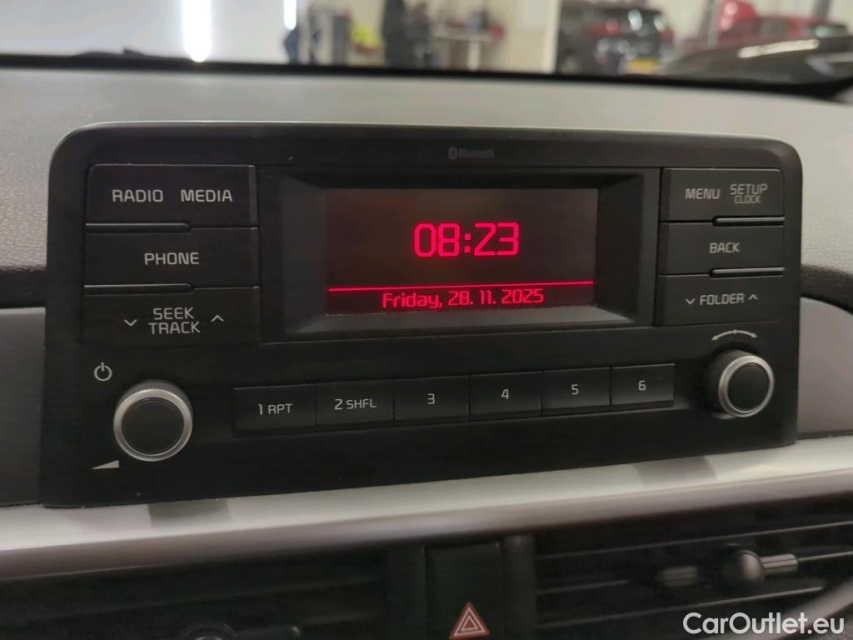 Bluetooth
RADIO MEDIA
PHONE
SEEK
TRACK
08:23
Friday, 28. 11. 2025
MENU SETUP
CLOCK
BACK
FOLDER
1 RPT 2 SHFL 3 4 5 6
CarOutlet.eu